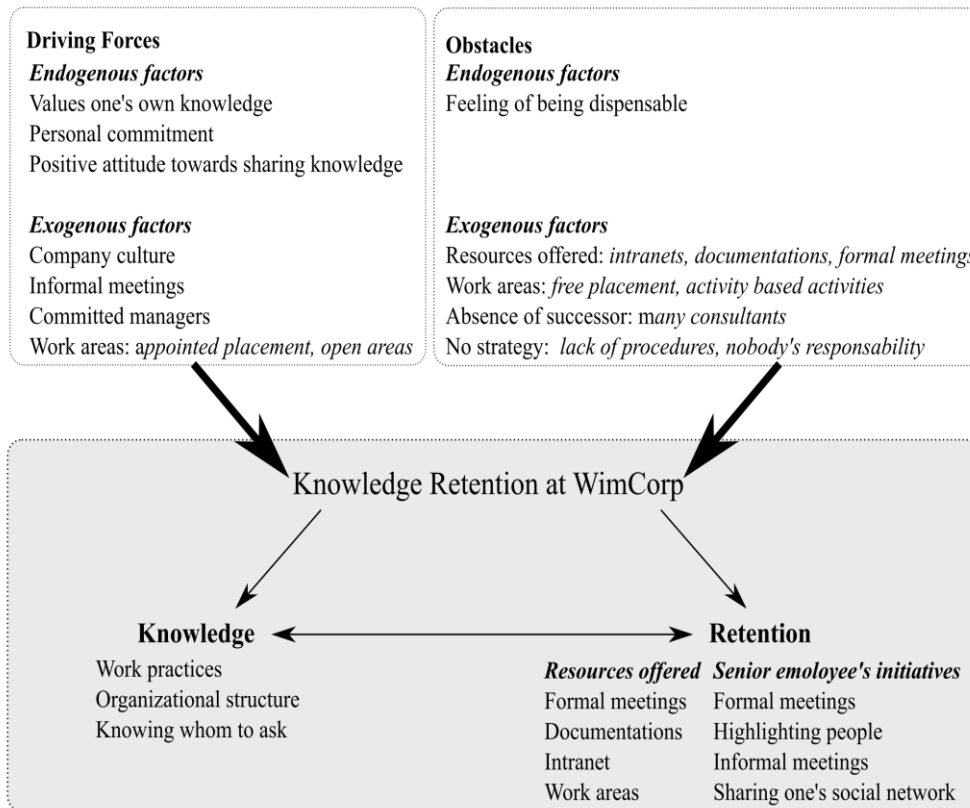 Driving Forces
Endogenous factors
Values one's own knowledge
Personal commitment
Positive attitude towards sharing knowledge
Exogenous factors
Company culture
Informal meetings
Committed managers
Work areas: appointed placement, open areas
Obstacles
Endogenous factors
Feeling of being dispensable
Exogenous factors
Resources offered: intranets, documentations, formal meetings
Work areas: free placement, activity based activities
Absence of successor: many consultants
No strategy: lack of procedures, nobody's responsability
Knowledge Retention at WimCorp
Knowledge
Work practices
Organizational structure
Knowing whom to ask
Retention
Resources offered
Formal meetings
Documentations
Intranet
Work areas
Senior emoloyee's initiatives
Formal meetings
Highlighting people
Informal meetings
Sharing one's social network